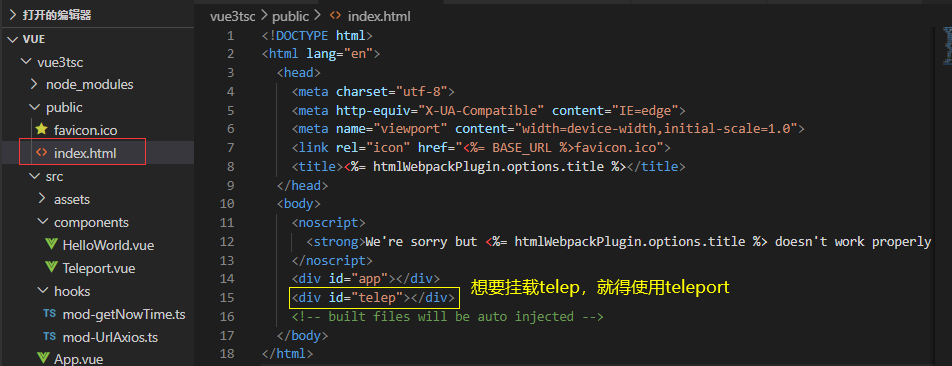 打开的编辑器
VUE
vue3tsc
node_modules
public
favicon.ico
<> index.html
src
assets
components
HelloWorld.vue
Teleport.vue
hooks
TS mod-getNowTime.ts
TS mod-UrlAxios.ts
App.vue
vue3tsc > public > <> index.html
1 <!DOCTYPE html>
2 <html lang="en">
3 <head>
4 <meta charset="utf-8">
5 <meta http-equiv="X-UA-Compatible" content="IE=edge">
6 <meta name="viewport" content="width=device-width,initial-scale=1.0">
7 <link rel="icon" href="<%= BASE_URL %>favicon.ico">
8 <title><%= htmlWebpackPlugin.options.title %></title>
9 </head>
10 <body>
11 <noscript>
12 <strong>We're sorry but <%= htmlWebpackPlugin.options.title %> doesn't work properly
13 </noscript>
14 <div id="app"></div>
15 <div id="telep"></div>
想要挂载telep，就得使用teleport
16 <!-- built files will be auto injected -->
17 </body>
18 </html>